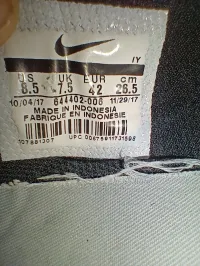 IY
US UK EUR cm
8.5 7.5 42 26.5
10/04/17 644402-006 11/29/17
MADE IN INDONESIA
FABRIQUE EN INDONESIE
UPC